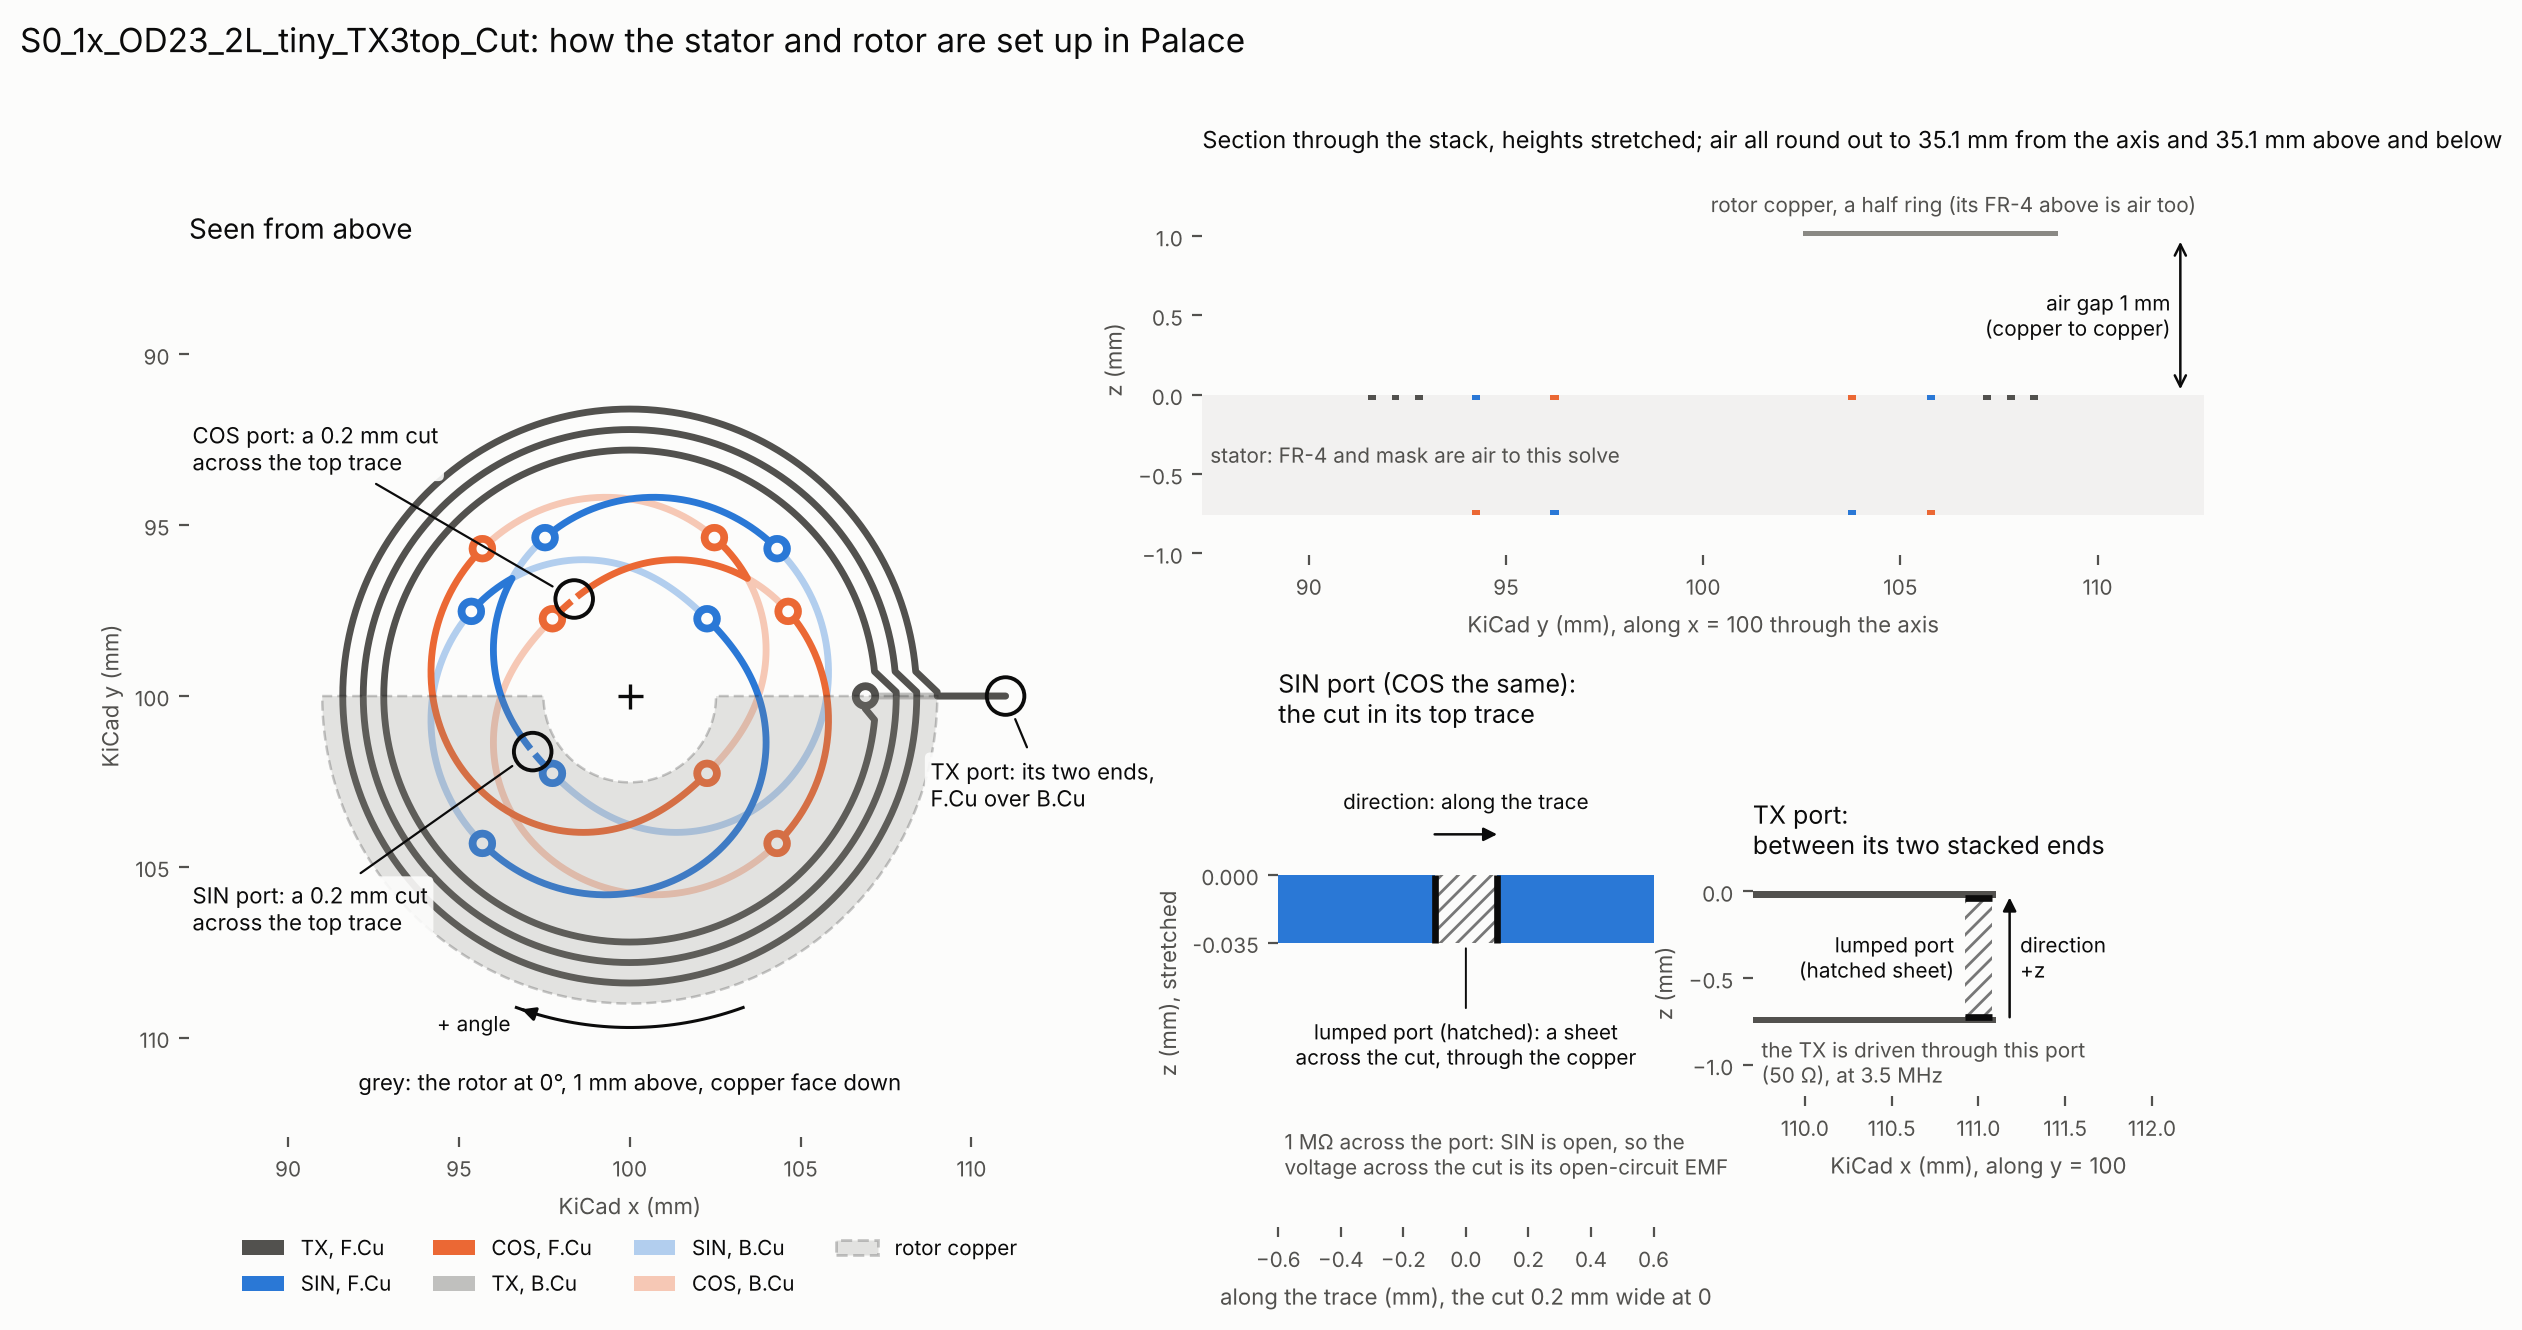 S0_1x_OD23_2L_tiny_TX3top_Cut: how the stator and rotor are set up in Palace
Seen from above
90
95
100
105
110
KiCad y (mm)
COS port: a 0.2 mm cut
across the top trace
SIN port: a 0.2 mm cut
across the top trace
TX port: its two ends,
F.Cu over B.Cu
+ angle
grey: the rotor at 0°, 1 mm above, copper face down
90
95
100
105
110
KiCad x (mm)
TX, F.Cu
COS, F.Cu
SIN, B.Cu
rotor copper
SIN, F.Cu
TX, B.Cu
COS, B.Cu
Section through the stack, heights stretched; air all round out to 35.1 mm from the axis and 35.1 mm above and below
rotor copper, a half ring (its FR-4 above is air too)
1.0
0.5
0.0
−0.5
−1.0
z (mm)
air gap 1 mm
(copper to copper)
stator: FR-4 and mask are air to this solve
90
95
100
105
110
KiCad y (mm), along x = 100 through the axis
SIN port (COS the same):
the cut in its top trace
direction: along the trace
0.000
-0.035
z (mm), stretched
lumped port (hatched): a sheet
across the cut, through the copper
1 MΩ across the port: SIN is open, so the
voltage across the cut is its open-circuit EMF
−0.6
−0.4
−0.2
0.0
0.2
0.4
0.6
along the trace (mm), the cut 0.2 mm wide at 0
TX port:
between its two stacked ends
0.0
−0.5
−1.0
z (mm)
lumped port
(hatched sheet)
direction
+z
the TX is driven through this port
(50 Ω), at 3.5 MHz
110.0
110.5
111.0
111.5
112.0
KiCad x (mm), along y = 100